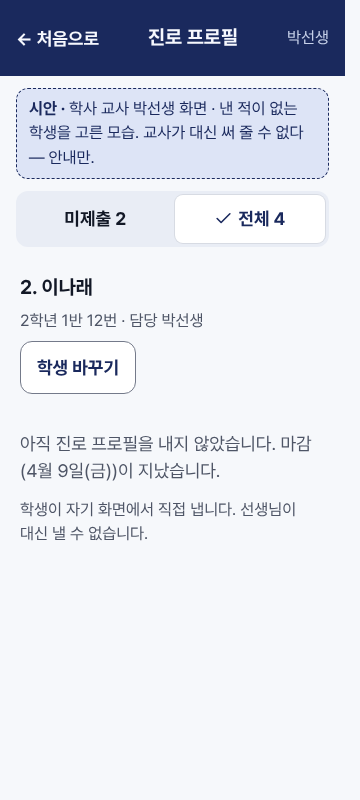 ← 처음으로
진로 프로필
박선생
시안 · 학사 교사 박선생 화면 · 낸 적이 없는
학생을 고른 모습. 교사가 대신 써 줄 수 없다
— 안내만.
미제출 2
✓ 전체 4
2. 이나래
2학년 1반 12번 · 담당 박선생
학생 바꾸기
아직 진로 프로필을 내지 않았습니다. 마감
(4월 9일(금))이 지났습니다.
학생이 자기 화면에서 직접 냅니다. 선생님이
대신 낼 수 없습니다.